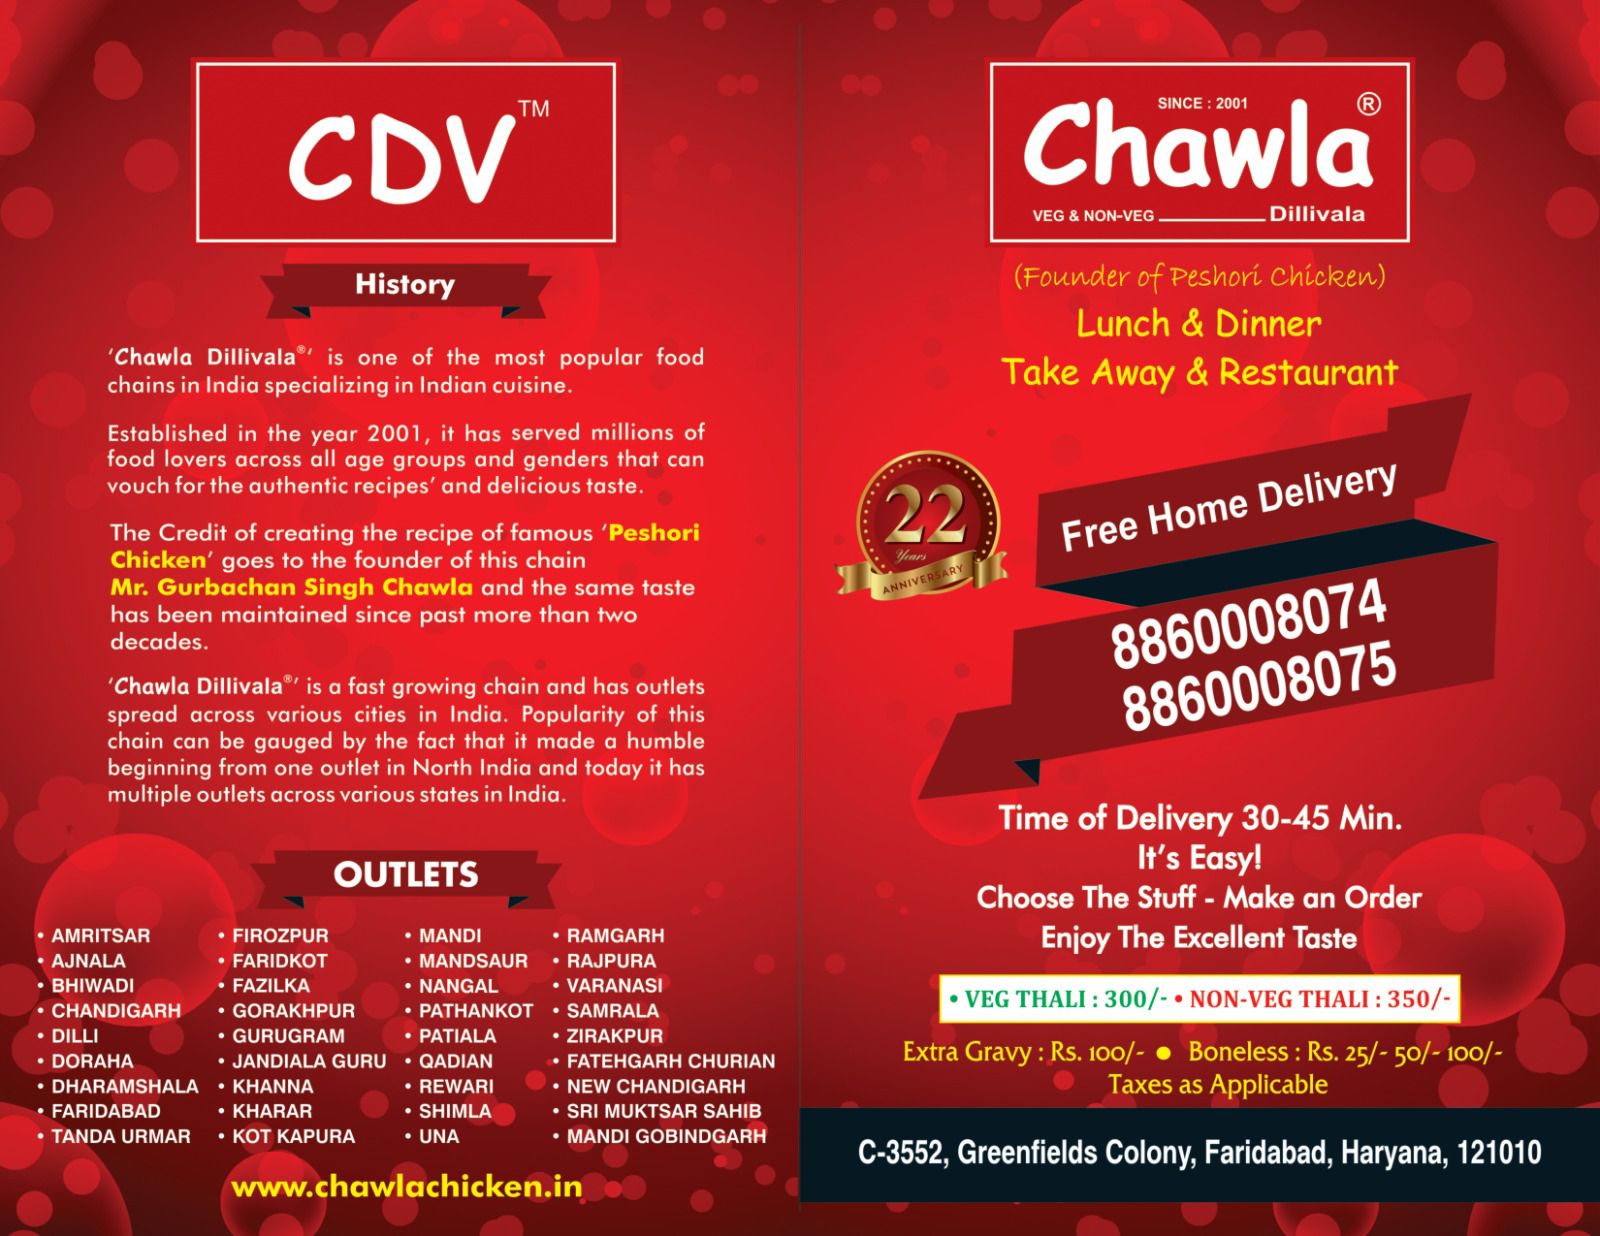 CDV™
History
‘Chawla Dillivala®’ is one of the most popular food
chains in India specializing in Indian cuisine.
Established in the year 2001, it has served millions of
food lovers across all age groups and genders that can
vouch for the authentic recipes’ and delicious taste.
The Credit of creating the recipe of famous ‘Peshori
Chicken’ goes to the founder of this chain
Mr. Gurbachan Singh Chawla and the same taste
has been maintained since past more than two
decades.
‘Chawla Dillivala®’ is a fast growing chain and has outlets
spread across various cities in India. Popularity of this
chain can be gauged by the fact that it made a humble
beginning from one outlet in North India and today it has
multiple outlets across various states in India.
OUTLETS
• AMRITSAR
• AJNALA
• BHIWADI
• CHANDIGARH
• DILLI
• DORAHA
• DHARAMSHALA
• FARIDABAD
• TANDA URMAR
• FIROZPUR
• FARIDKOT
• FAZILKA
• GORAKHPUR
• GURUGRAM
• JANDIALA GURU
• KHANNA
• KHARAR
• KOT KAPURA
• MANDI
• MANDSAUR
• NANGAL
• PATHANKOT
• PATIALA
• QADIAN
• REWARI
• SHIMLA
• UNA
• RAMGARH
• RAJPURA
• VARANASI
• SAMRALA
• ZIRAKPUR
• FATEHGARH CHURIAN
• NEW CHANDIGARH
• SRI MUKTSAR SAHIB
• MANDI GOBINDGARH
www.chawlachicken.in
SINCE : 2001
Chawla®
VEG & NON-VEG Dillivala
(Founder of Peshori Chicken)
Lunch & Dinner
Take Away & Restaurant
22
Years
ANNIVERSARY
Free Home Delivery
8860008074
8860008075
Time of Delivery 30-45 Min.
It’s Easy!
Choose The Stuff - Make an Order
Enjoy The Excellent Taste
• VEG THALI : 300/- • NON-VEG THALI : 350/-
Extra Gravy : Rs. 100/- ● Boneless : Rs. 25/- 50/- 100/-
Taxes as Applicable
C-3552, Greenfields Colony, Faridabad, Haryana, 121010